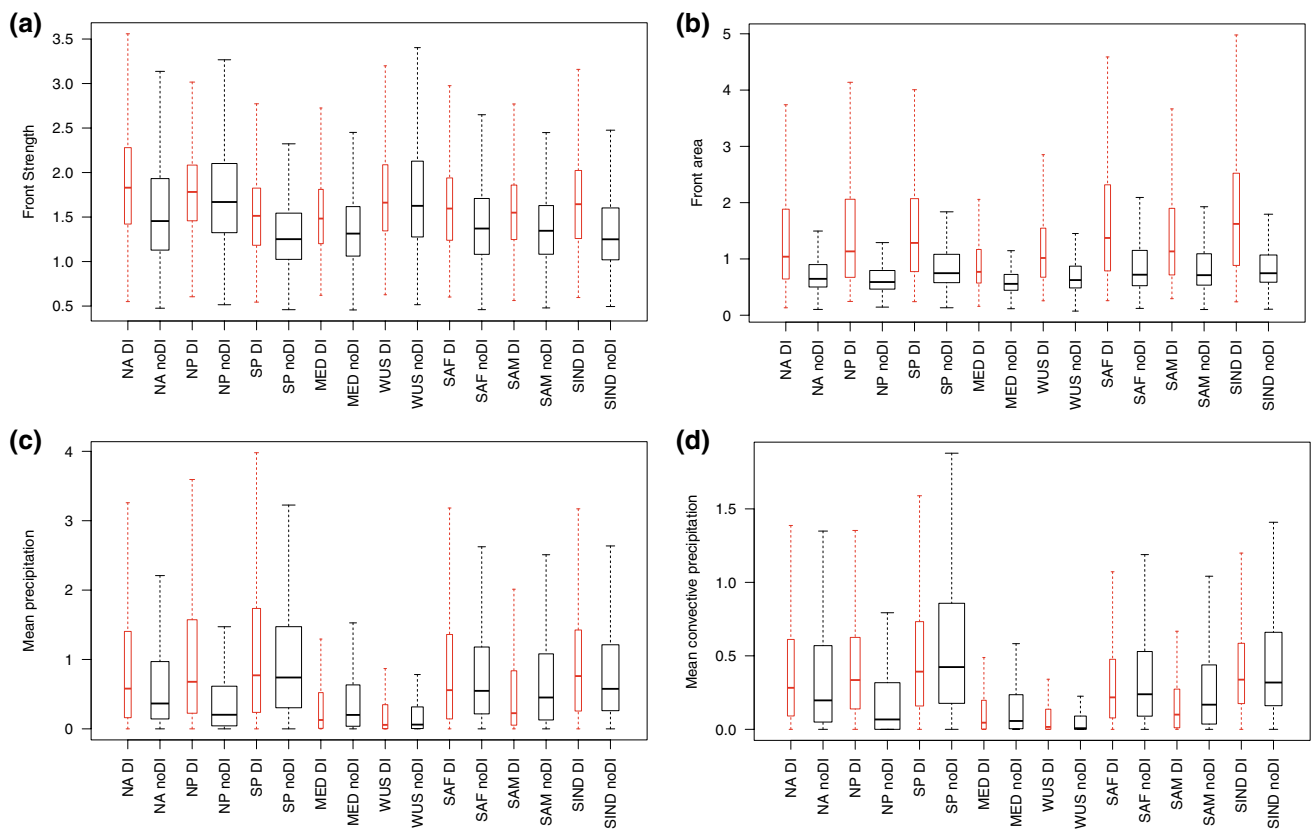 (a)
Front Strength
3.5
3.0
2.5
2.0
1.5
1.0
0.5
NA DI
NA noDI
NP DI
NP noDI
SP DI
SP noDI
MED DI
MED noDI
WUS DI
WUS noDI
SAF DI
SAF noDI
SAM DI
SAM noDI
SIND DI
SIND noDI
(b)
Front area
5
4
3
2
1
0
NA DI
NA noDI
NP DI
NP noDI
SP DI
SP noDI
MED DI
MED noDI
WUS DI
WUS noDI
SAF DI
SAF noDI
SAM DI
SAM noDI
SIND DI
SIND noDI
(c)
Mean precipitation
4
3
2
1
0
NA DI
NA noDI
NP DI
NP noDI
SP DI
SP noDI
MED DI
MED noDI
WUS DI
WUS noDI
SAF DI
SAF noDI
SAM DI
SAM noDI
SIND DI
SIND noDI
(d)
Mean convective precipitation
1.5
1.0
0.5
0.0
NA DI
NA noDI
NP DI
NP noDI
SP DI
SP noDI
MED DI
MED noDI
WUS DI
WUS noDI
SAF DI
SAF noDI
SAM DI
SAM noDI
SIND DI
SIND noDI